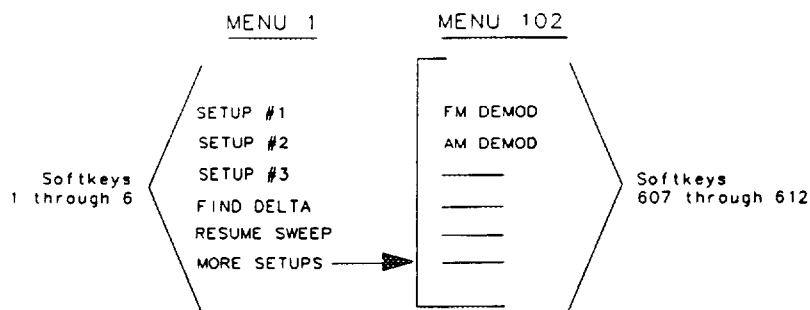 MENU 1
MENU 102
SETUP #1
SETUP #2
SETUP #3
FIND DELTA
RESUME SWEEP
MORE SETUPS
Softkeys
1 through 6
FM DEMOD
AM DEMOD
Softkeys
607 through 612